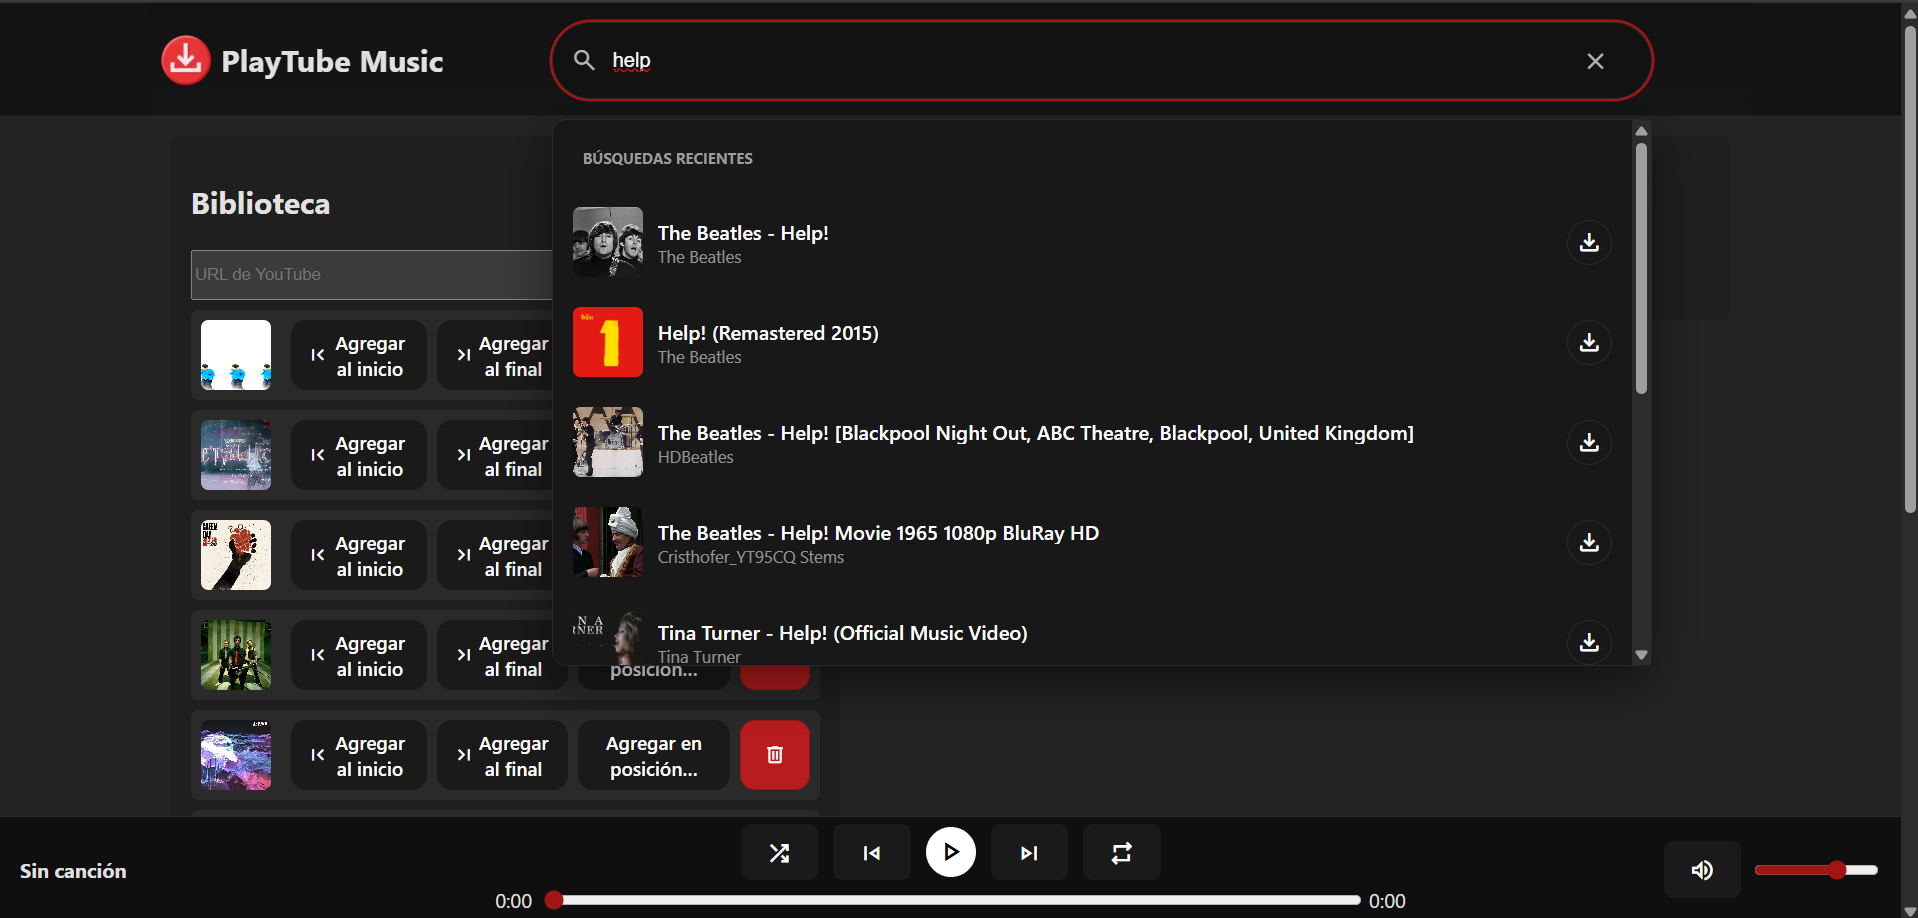 PlayTube Music
help
BÚSQUEDAS RECIENTES
The Beatles - Help!
The Beatles
Help! (Remastered 2015)
The Beatles
The Beatles - Help! [Blackpool Night Out, ABC Theatre, Blackpool, United Kingdom]
HDBeatles
The Beatles - Help! Movie 1965 1080p BluRay HD
Cristhofer_YT95CQ Stems
Tina Turner - Help! (Official Music Video)
Tina Turner
Biblioteca
URL de YouTube
Agregar
al inicio
Agregar
al final
Agregar
al inicio
Agregar
al final
Agregar
al inicio
Agregar
al final
Agregar
al inicio
Agregar
al final
posición...
Agregar
al inicio
Agregar
al final
Agregar en
posición...
Sin canción
0:00
0:00